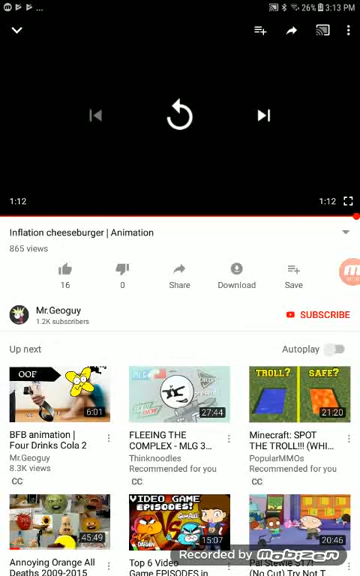 26% 3:13 PM
1:12 1:12
Inflation cheeseburger | Animation
865 views
16 0 Share Download Save
Mr.Geoguy
1.2K subscribers
SUBSCRIBE
Up next Autoplay
OOF
6:01
27:44
TROLL? SAFE?
21:20
BFB animation |
Four Drinks Cola 2
Mr.Geoguy
8.3K views
CC
FLEEING THE
COMPLEX - MLG 3...
Thinknoodles
Recommended for you
CC
Minecraft: SPOT
THE TROLL!!! (WHI...
PopularMMOs
Recommended for you
CC
45:49
VIDEO GAME
EPISODES!
15:07
20:46
Annoying Orange All
Deaths 2009-2015
Top 6 Video
Game EPISODES in
Pal Stewie S17!
(No Cut) Try Not T
Recorded by Mobizen